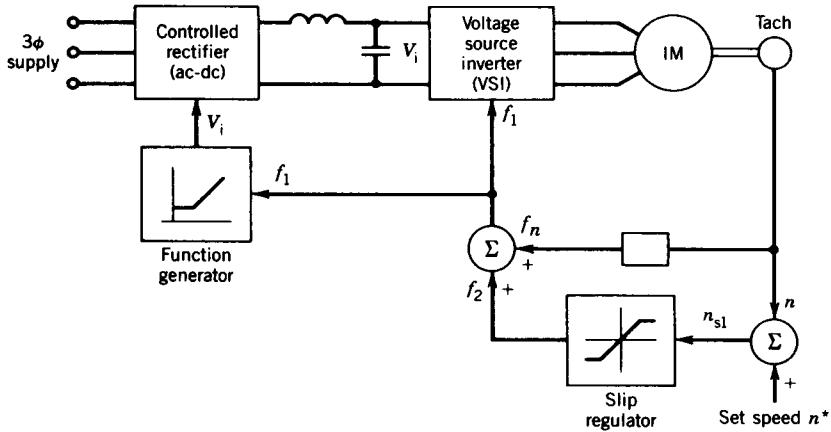 3ϕ
supply
Controlled
rectifier
(ac-dc)
V_i
Voltage
source
inverter
(VSI)
IM
Tach
V_i
f_1
f_1
Function
generator
Σ
f_n
+
f_2
+
n
n_sl
Σ
+
Slip
regulator
Set speed n*